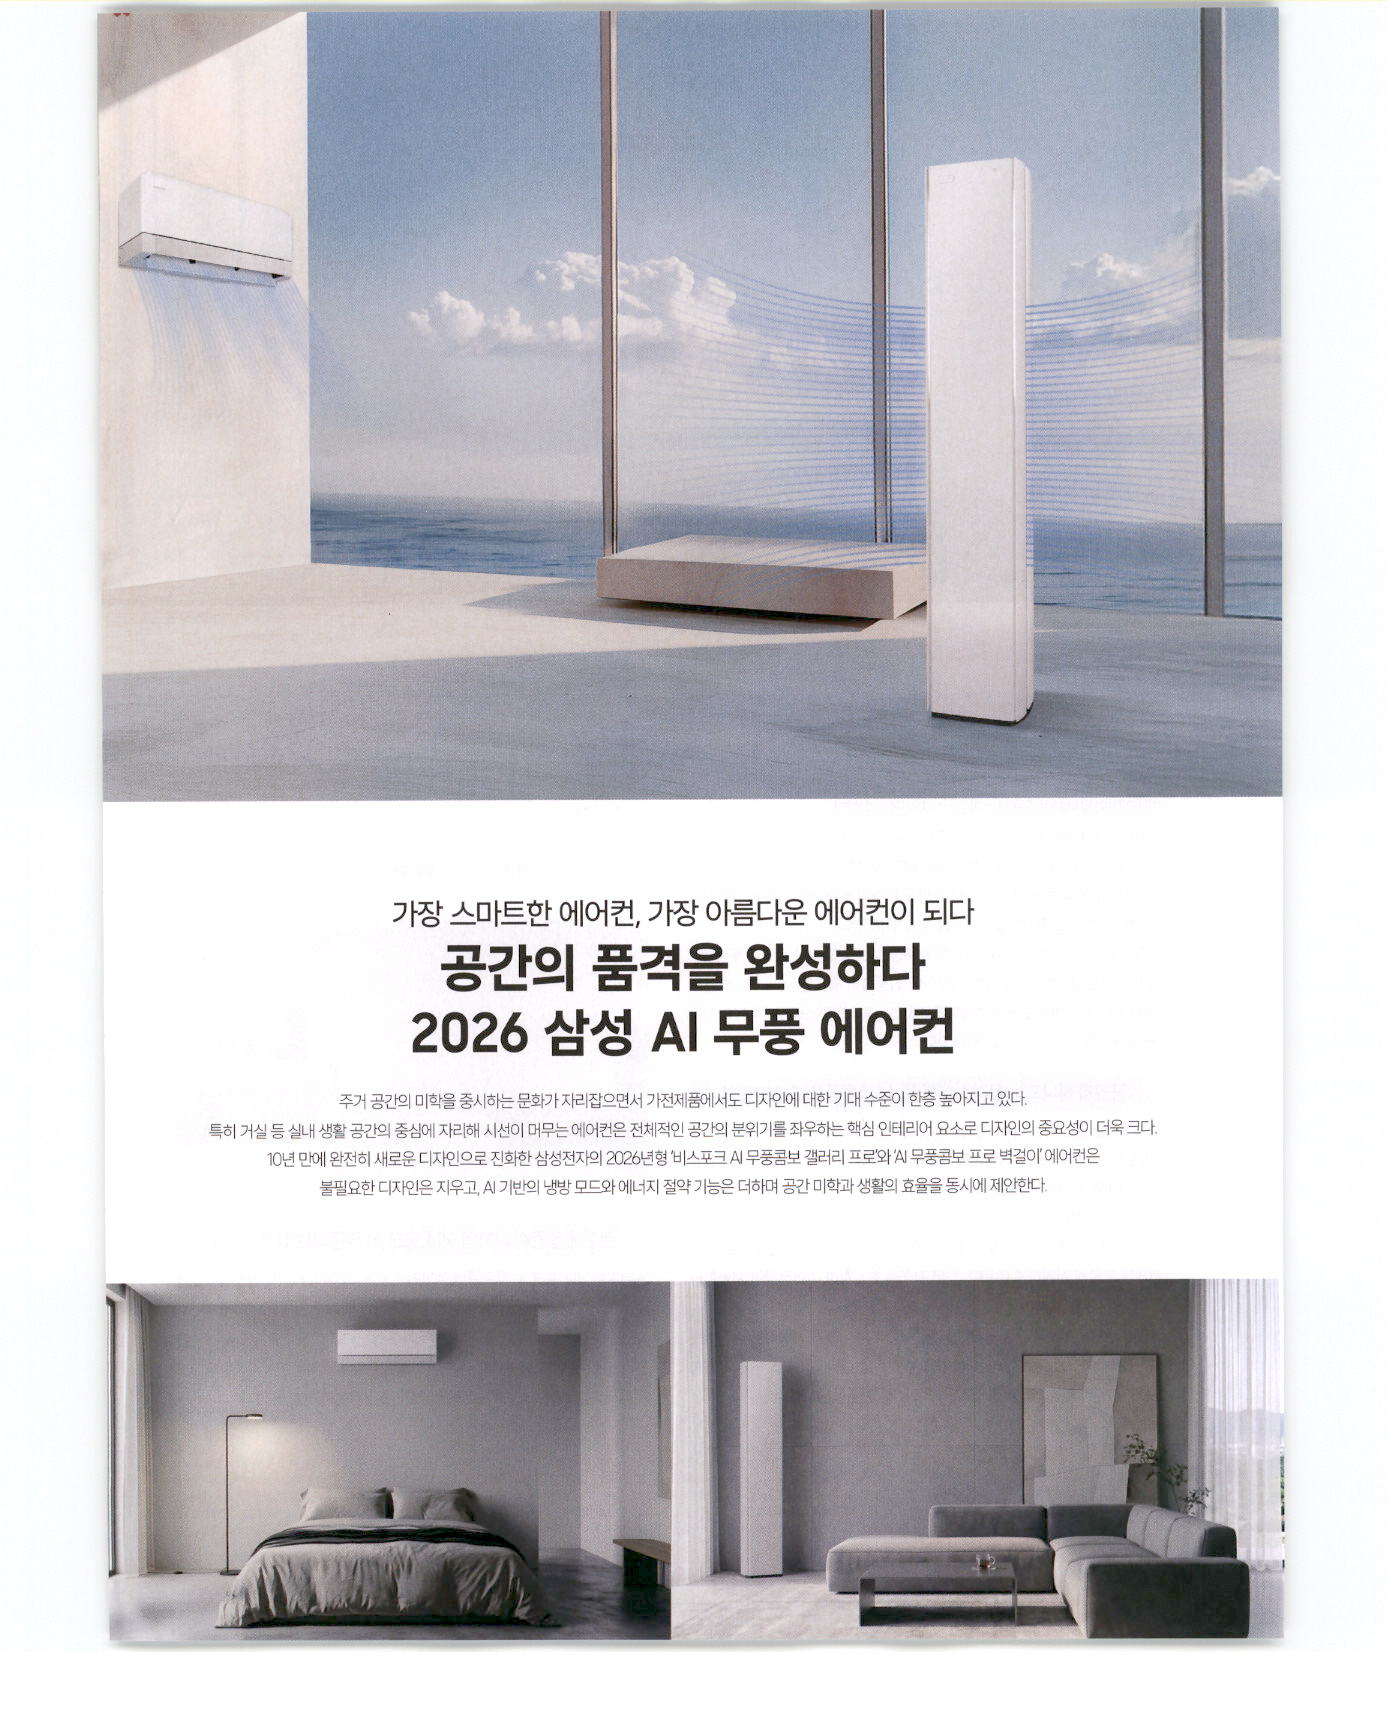 가장 스마트한 에어컨, 가장 아름다운 에어컨이 되다
공간의 품격을 완성하다
2026 삼성 AI 무풍 에어컨
주거 공간의 미학을 중시하는 문화가 자리잡으면서 가전제품에서도 디자인에 대한 기대 수준이 한층 높아지고 있다.
특히 거실 등 실내 생활 공간의 중심에 자리해 시선이 머무는 에어컨은 전체적인 공간의 분위기를 좌우하는 핵심 인테리어 요소로 디자인의 중요성이 더욱 크다.
10년 만에 완전히 새로운 디자인으로 진화한 삼성전자의 2026년형 '비스포크 AI 무풍콤보 갤러리 프로'와 'AI 무풍콤보 프로 벽걸이' 에어컨은
불필요한 디자인은 지우고, AI 기반의 냉방 모드와 에너지 절약 기능은 더하며 공간 미학과 생활의 효율을 동시에 제안한다.